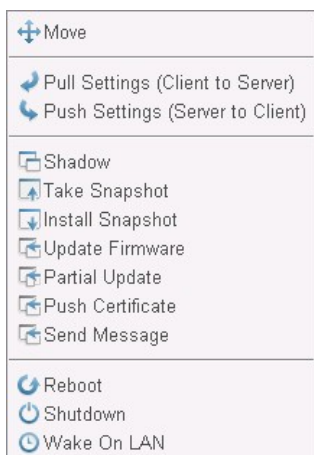 Move
Pull Settings (Client to Server)
Push Settings (Server to Client)
Shadow
Take Snapshot
Install Snapshot
Update Firmware
Partial Update
Push Certificate
Send Message
Reboot
Shutdown
Wake On LAN